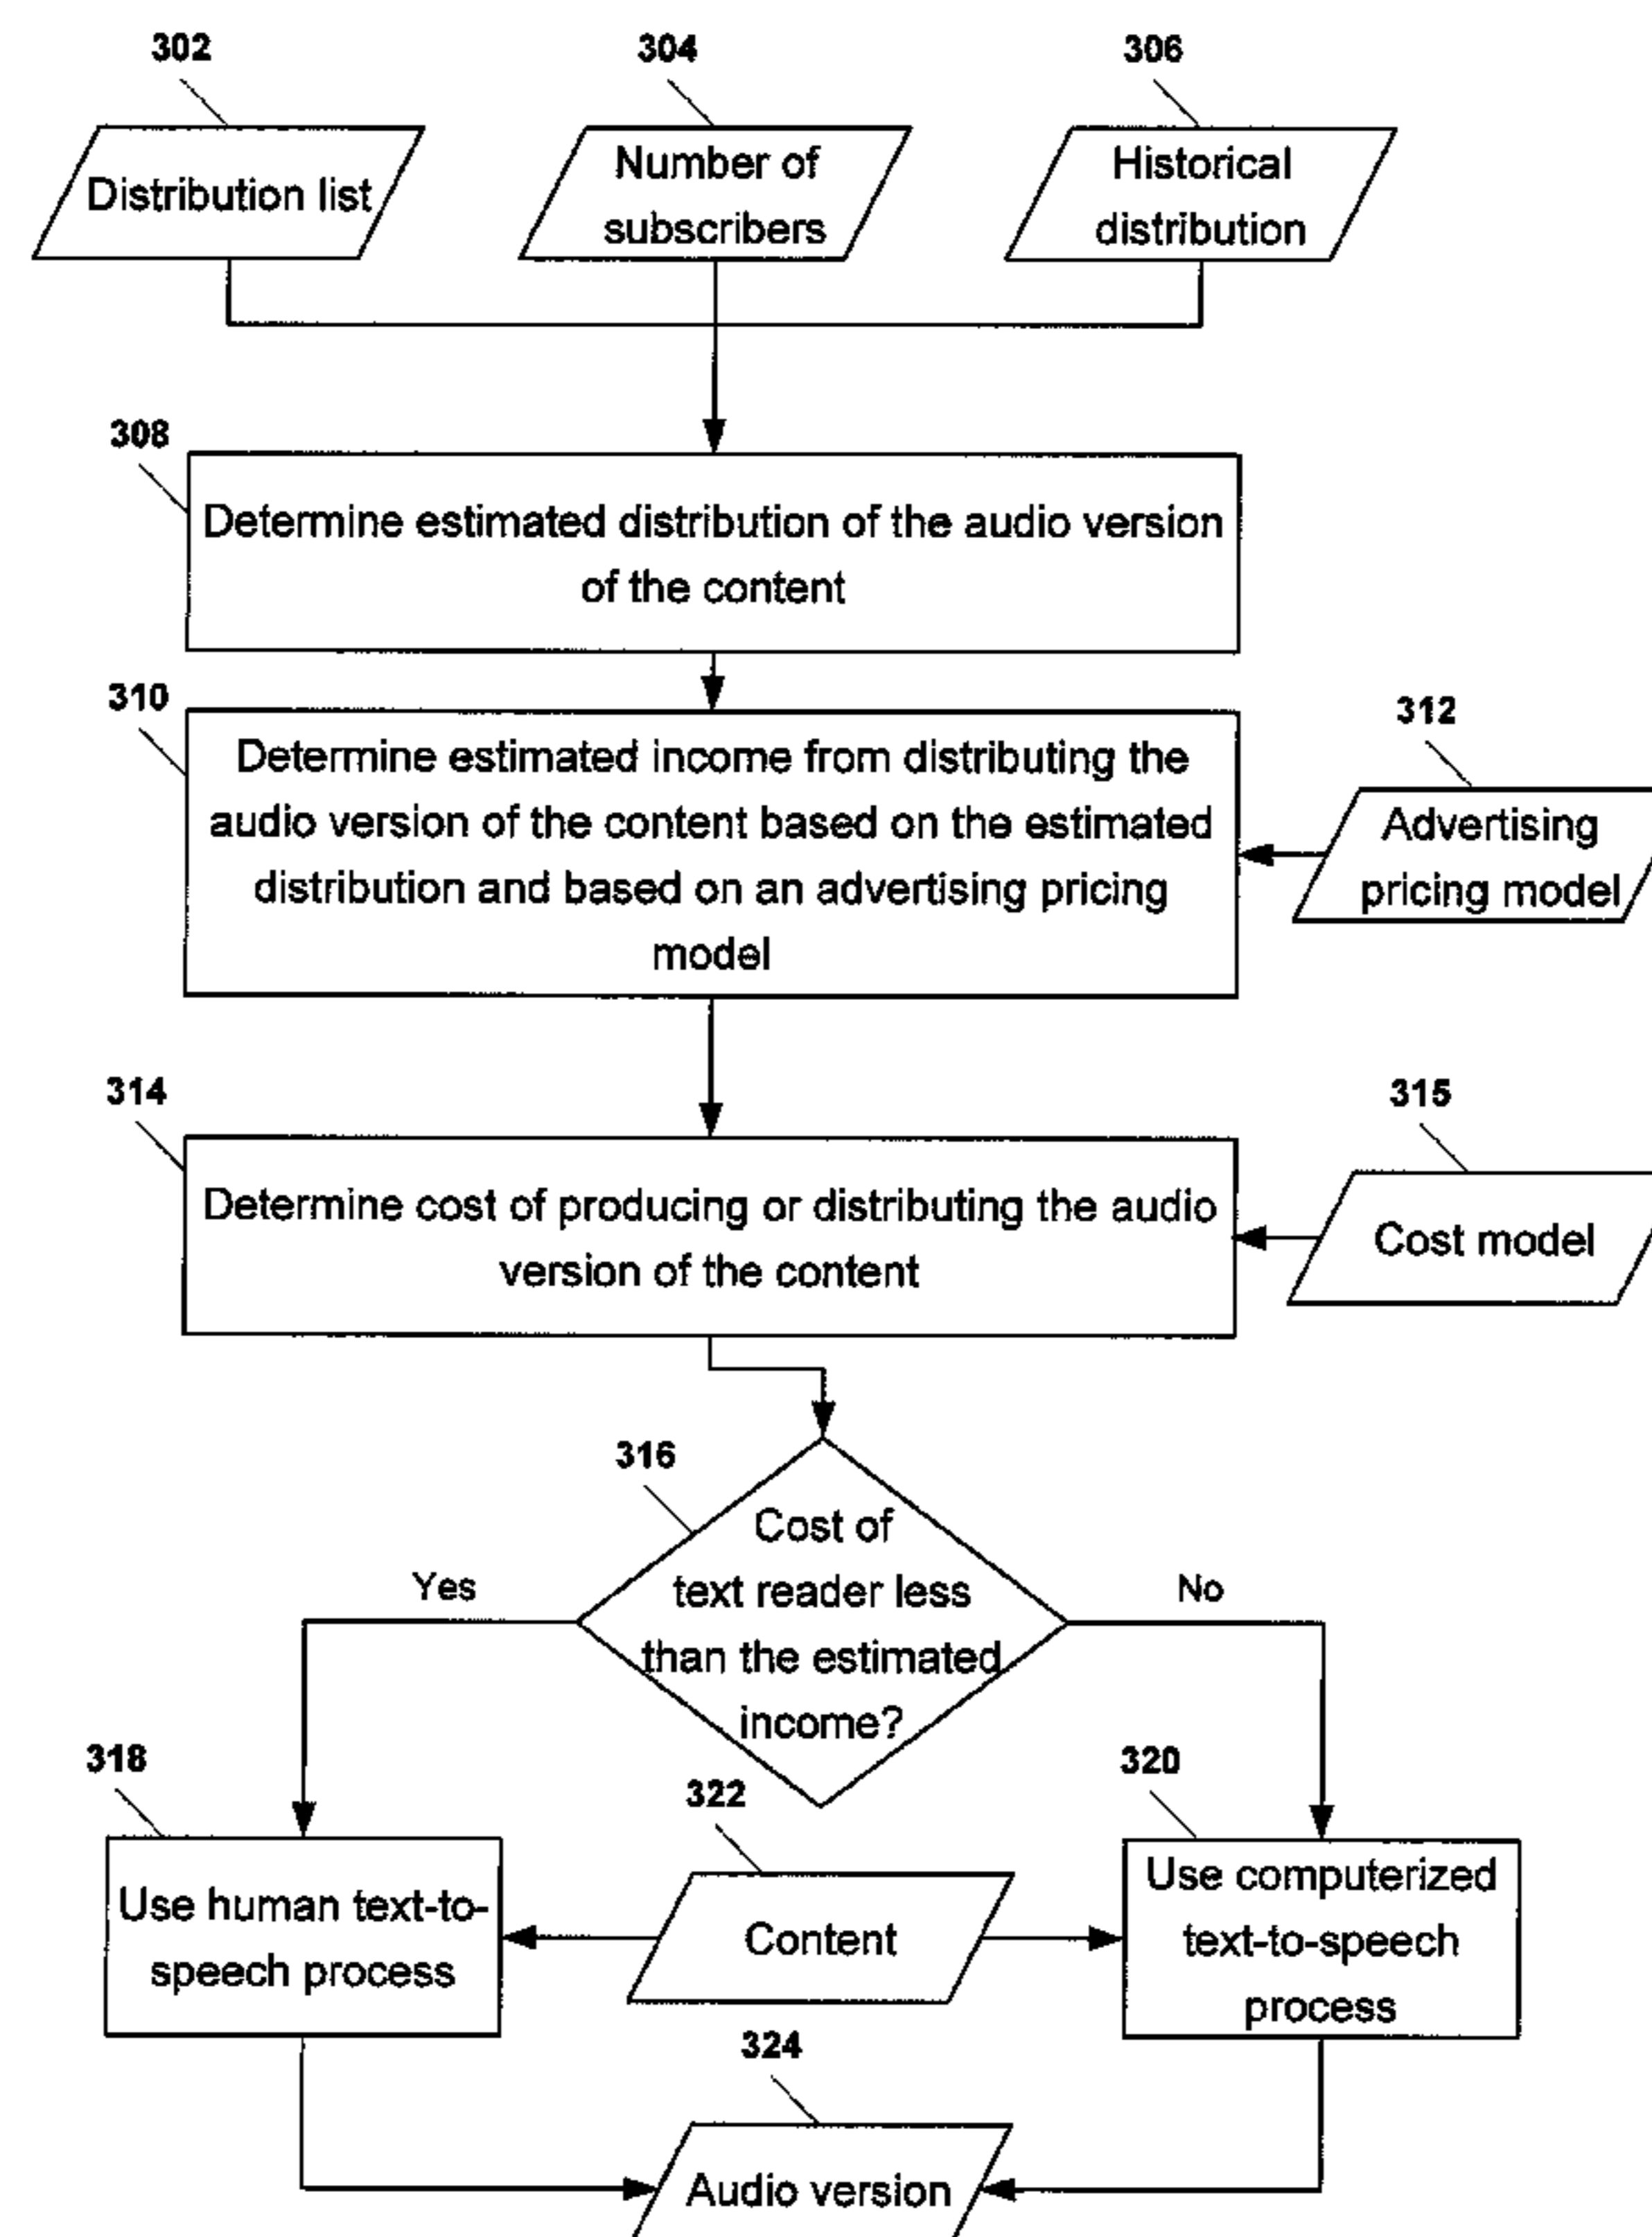 302
304
306
Distribution list
Number of
subscribers
Historical
distribution
308
Determine estimated distribution of the audio version
of the content
310
Determine estimated income from distributing the
audio version of the content based on the estimated
distribution and based on an advertising pricing
model
312
Advertising
pricing model
314
Determine cost of producing or distributing the audio
version of the content
315
Cost model
316
Cost of
text reader less
than the estimated
income?
Yes
No
318
Use human text-to-
speech process
322
Content
320
Use computerized
text-to-speech
process
324
Audio version